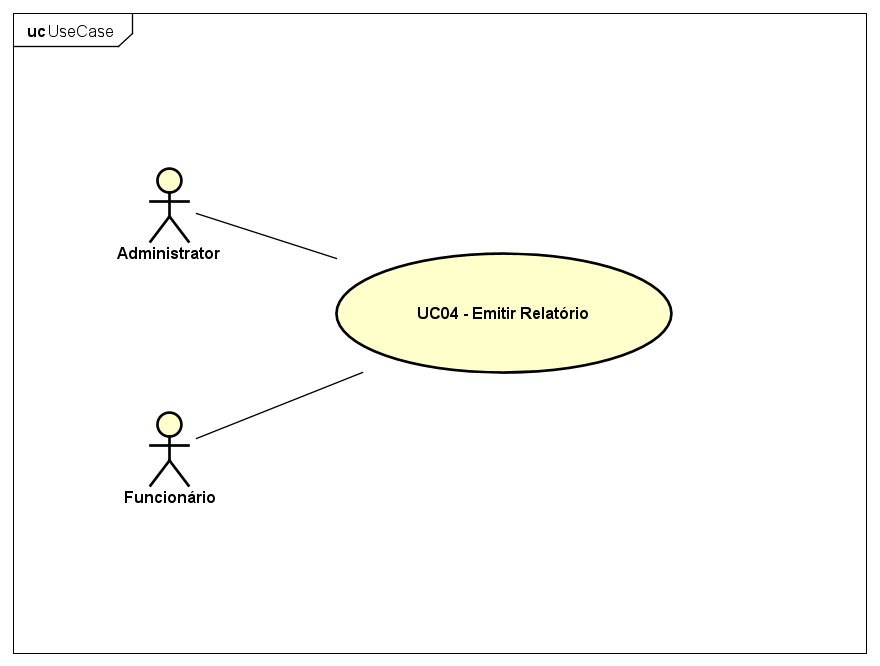 uc UseCase
Administrator
UC04 - Emitir Relatório
Funcionário